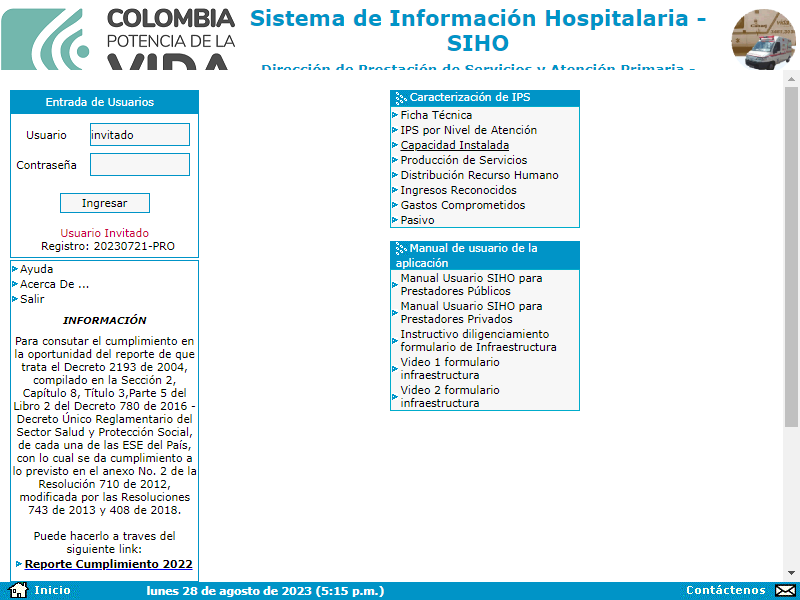 COLOMBIA
POTENCIA DE LA
VIDA
Sistema de Información Hospitalaria -
SIHO
Dirección de Prestación de Servicios y Atención Primaria -
Entrada de Usuarios
Usuario
invitado
Contraseña
Ingresar
Usuario Invitado
Registro: 20230721-PRO
Ayuda
Acerca De ...
Salir
INFORMACIÓN
Para consutar el cumplimiento en
la oportunidad del reporte de que
trata el Decreto 2193 de 2004,
compilado en la Sección 2,
Capítulo 8, Título 3,Parte 5 del
Libro 2 del Decreto 780 de 2016 -
Decreto Único Reglamentario del
Sector Salud y Protección Social,
de cada una de las ESE del País,
con lo cual se da cumplimiento a
lo previsto en el anexo No. 2 de la
Resolución 710 de 2012,
modificada por las Resoluciones
743 de 2013 y 408 de 2018.
Puede hacerlo a traves del
siguiente link:
Reporte Cumplimiento 2022
Caracterización de IPS
Ficha Técnica
IPS por Nivel de Atención
Capacidad Instalada
Producción de Servicios
Distribución Recurso Humano
Ingresos Reconocidos
Gastos Comprometidos
Pasivo
Manual de usuario de la
aplicación
Manual Usuario SIHO para
Prestadores Públicos
Manual Usuario SIHO para
Prestadores Privados
Instructivo diligenciamiento
formulario de Infraestructura
Video 1 formulario
infraestructura
Video 2 formulario
infraestructura
Inicio
lunes 28 de agosto de 2023 (5:15 p.m.)
Contáctenos